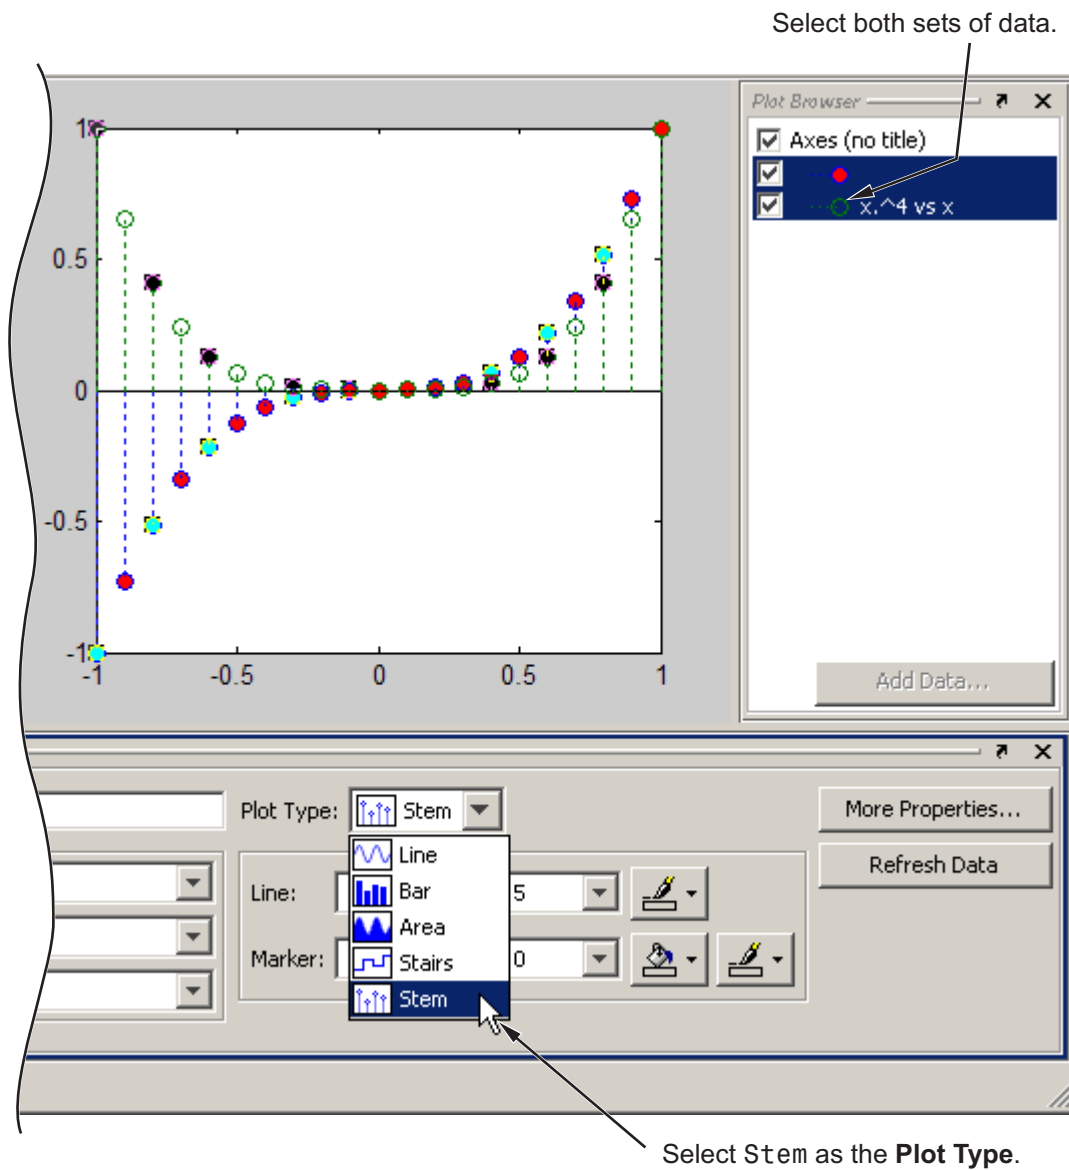 Select both sets of data.
Plot Browser
Axes (no title)
x.^4 vs x
Add Data...
1
0.5
0
-0.5
-1
-1
-0.5
0
0.5
1
Plot Type:
Stem
More Properties...
Refresh Data
Line
Bar
Area
Stairs
Stem
Line:
5
Marker:
0
Select Stem as the Plot Type.